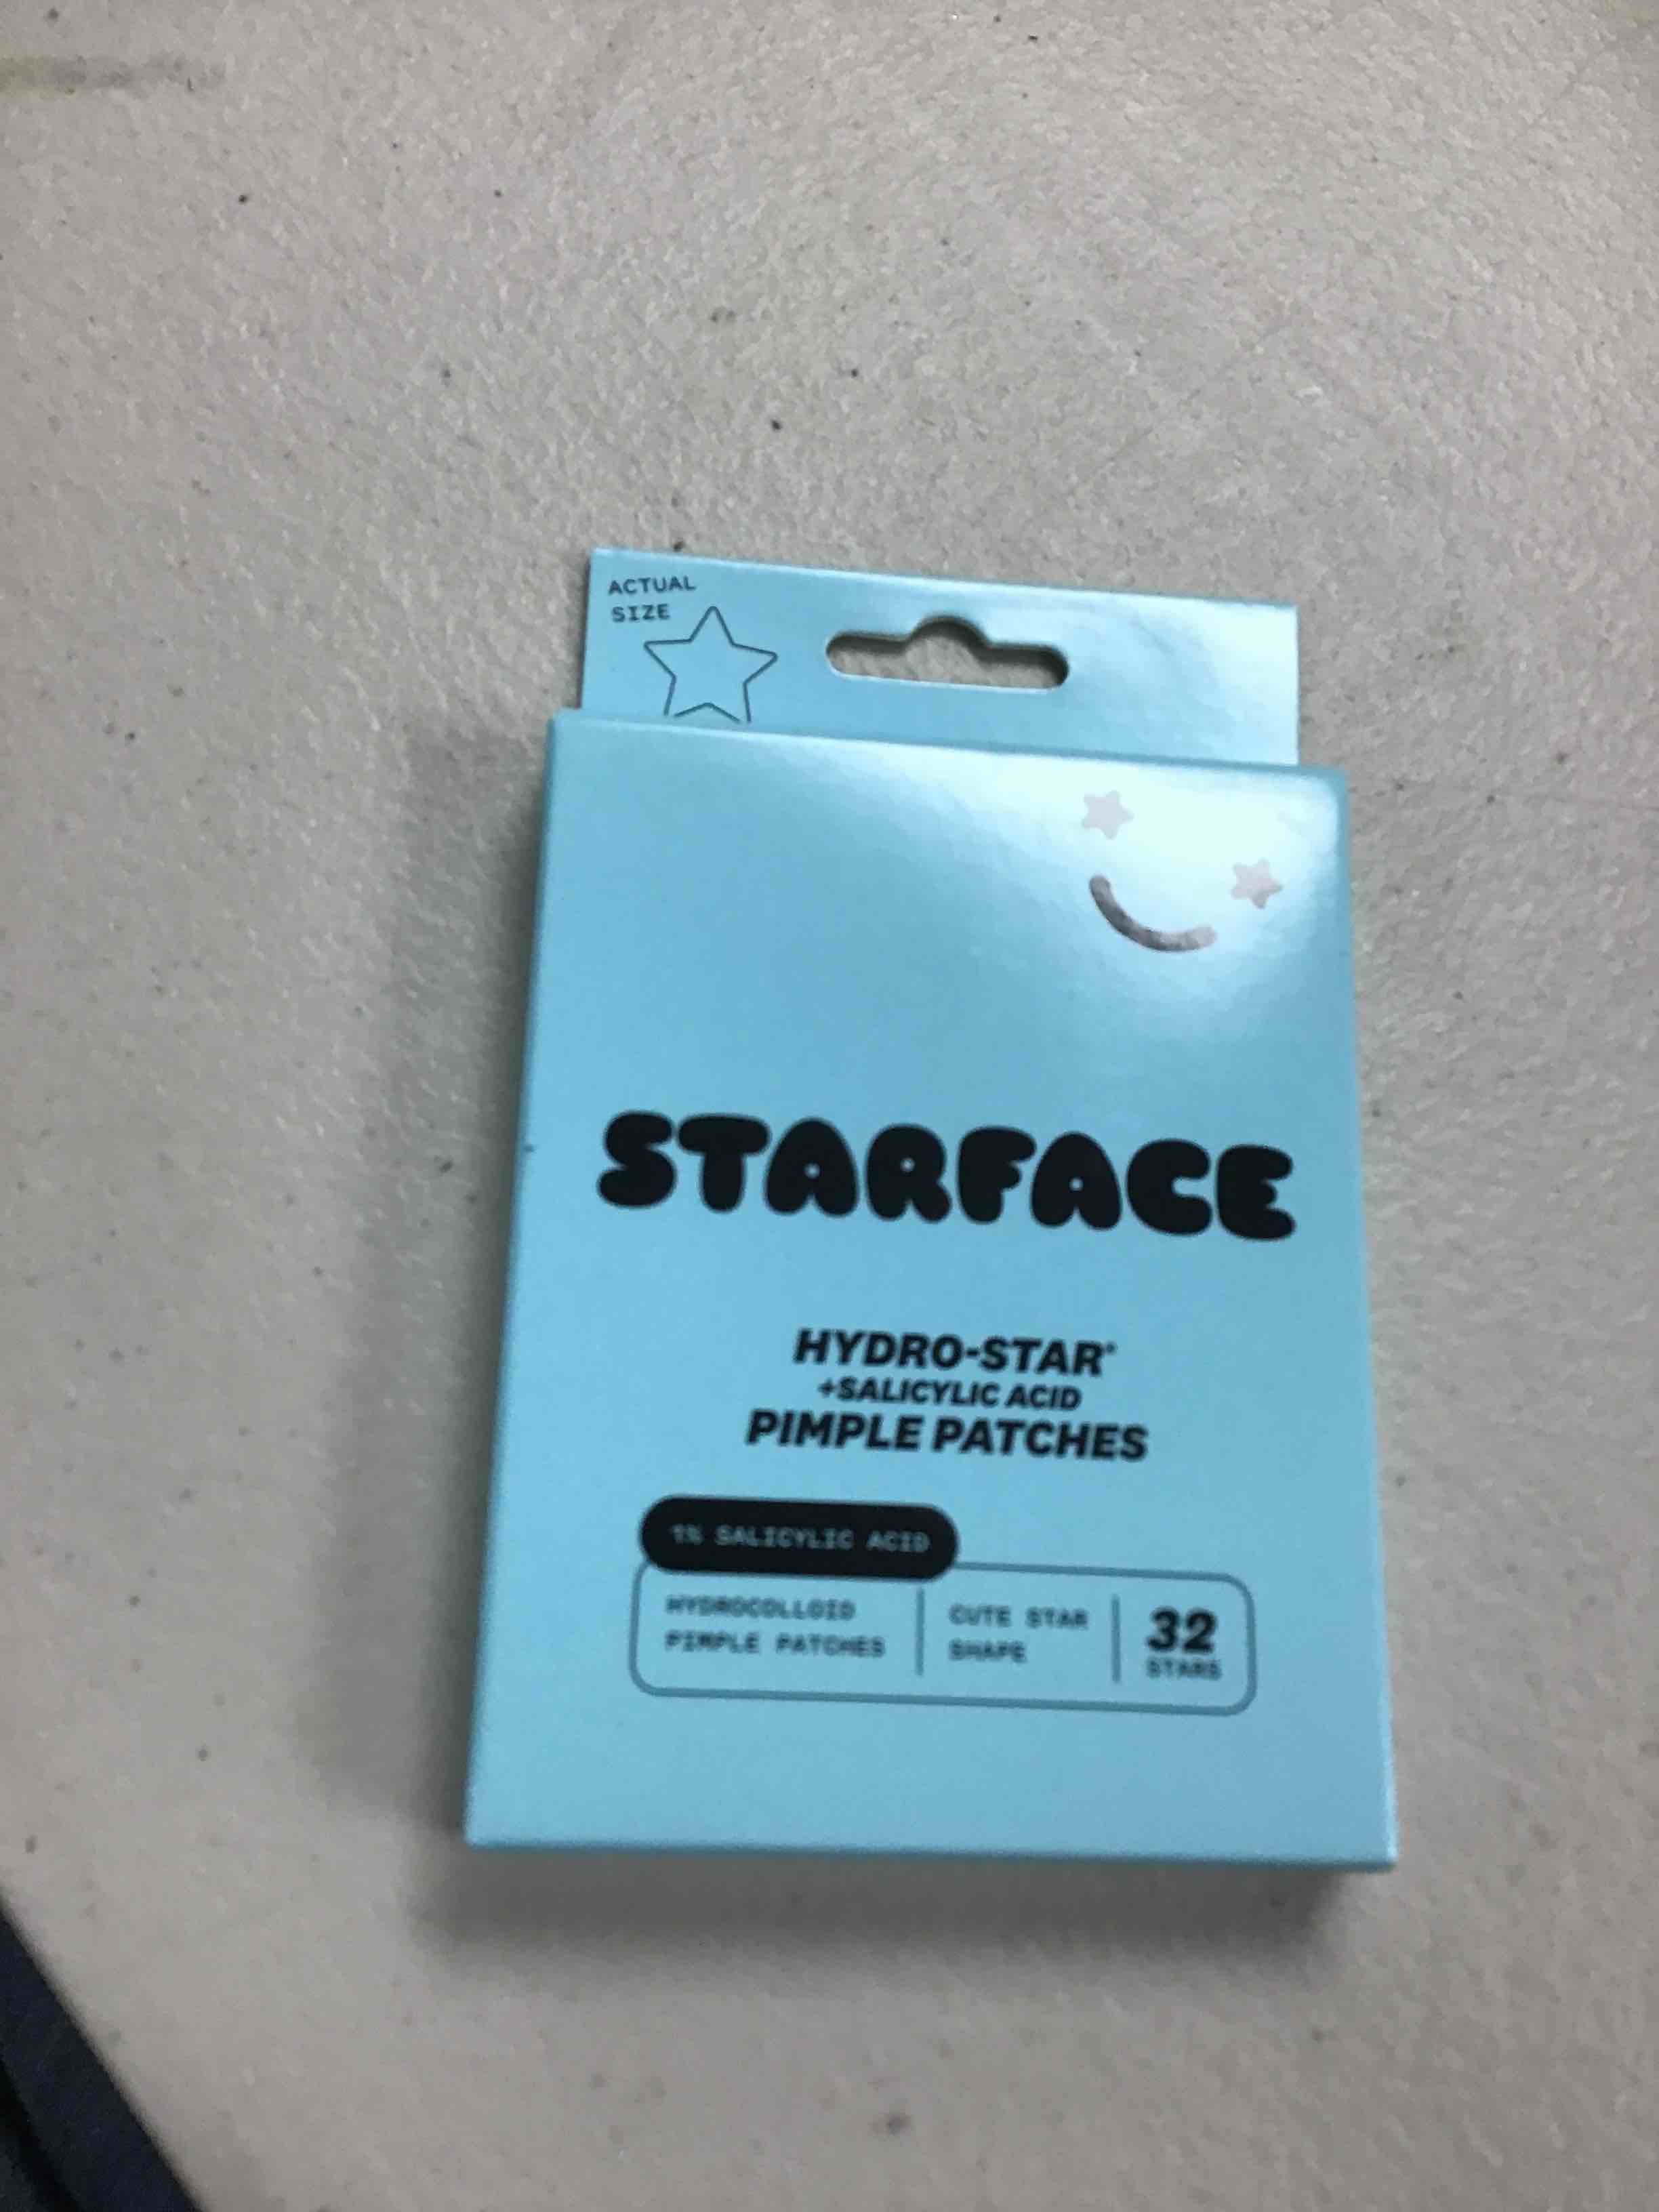 ACTUAL
SIZE
STARFACE
HYDRO-STAR®
+SALICYLIC ACID
PIMPLE PATCHES
1% SALICYLIC ACID
HYDROCOLLOID
PIMPLE PATCHES
CUTE STAR
SHAPE
32
STARS